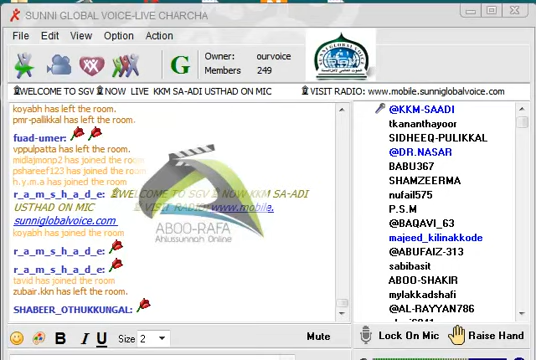 SUNNI GLOBAL VOICE-LIVE CHARCHA
File Edit View Option Action
Owner: ourvoice
Members 249
G
WELCOME TO SGV NOW LIVE KKM SA-ADI USTHAD ON MIC VISIT RADIO: www.mobile.sunniglobalvoice.com
koyabh has left the room.
pmr-pallikkal has left the room.
fuad-umer:
vppulpatta has left the room.
midlajmonp2 has joined the room.
pshareef123 has joined the room.
h.y.m.a has joined the room.
r_a_m_s_h_a_d_e: WELCOME TO SGV NOW KKM SA-ADI
USTHAD ON MIC VISIT RADIO www.mobile.
sunniglobalvoice.com
koyabh has joined the room.
r_a_m_s_h_a_d_e:
r_a_m_s_h_a_d_e:
tavid has joined the room.
zubair.kkn has left the room.
SHABEER_OTHUKKUNGAL:
ABOO-RAFA
Ahlussunnah Online
@KKM-SAADI
tkananthayoor
SIDHEEQ-PULIKKAL
@DR.NASAR
BABU367
SHAMZEERMA
nufail575
P.S.M
@BAQAVI_63
majeed_kilinakkode
@ABUFAIZ-313
sabibasit
ABOO-SHAKIR
mylakkadshafi
@AL-RAYYAN786
B I U Size 2 Mute
Lock On Mic Raise Hand